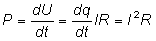 P = dU/dt = dq/dt IR = I²R